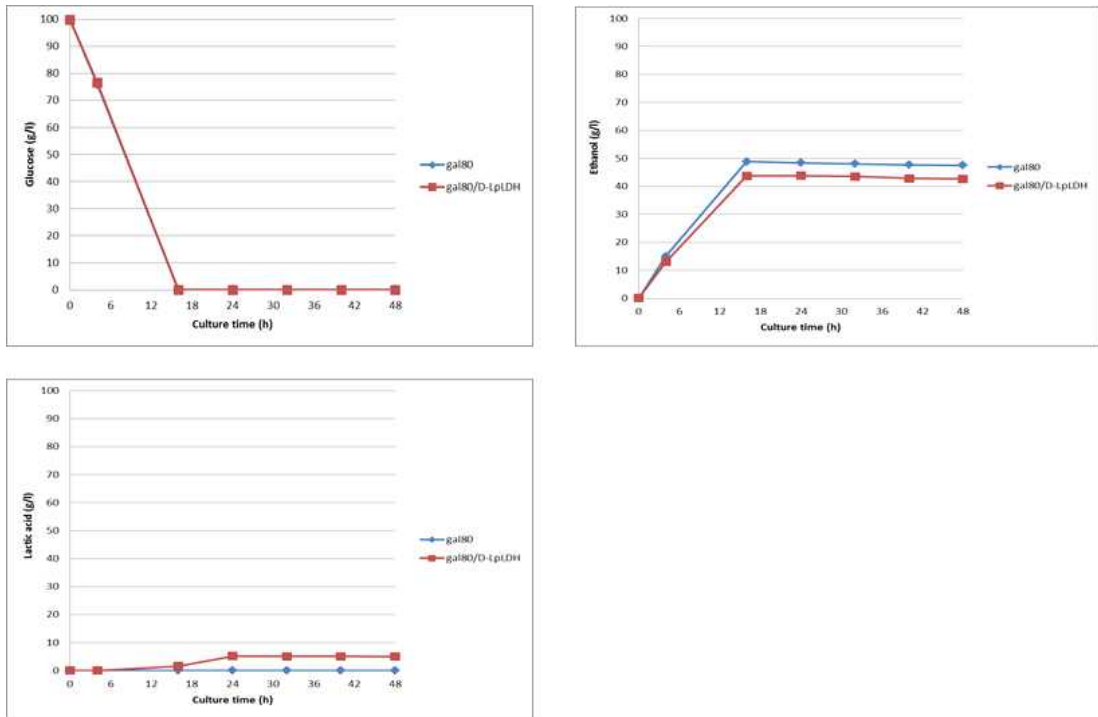 Glucose (g/l)
100
90
80
70
60
50
40
30
20
10
0
0 6 12 18 24 30 36 42 48
Culture time (h)
gal80
gal80/D-LpLDH
Ethanol (g/l)
100
90
80
70
60
50
40
30
20
10
0
0 6 12 18 24 30 36 42 48
Culture time (h)
gal80
gal80/D-LpLDH
Lactic acid (g/l)
100
90
80
70
60
50
40
30
20
10
0
0 6 12 18 24 30 36 42 48
Culture time (h)
gal80
gal80/D-LpLDH